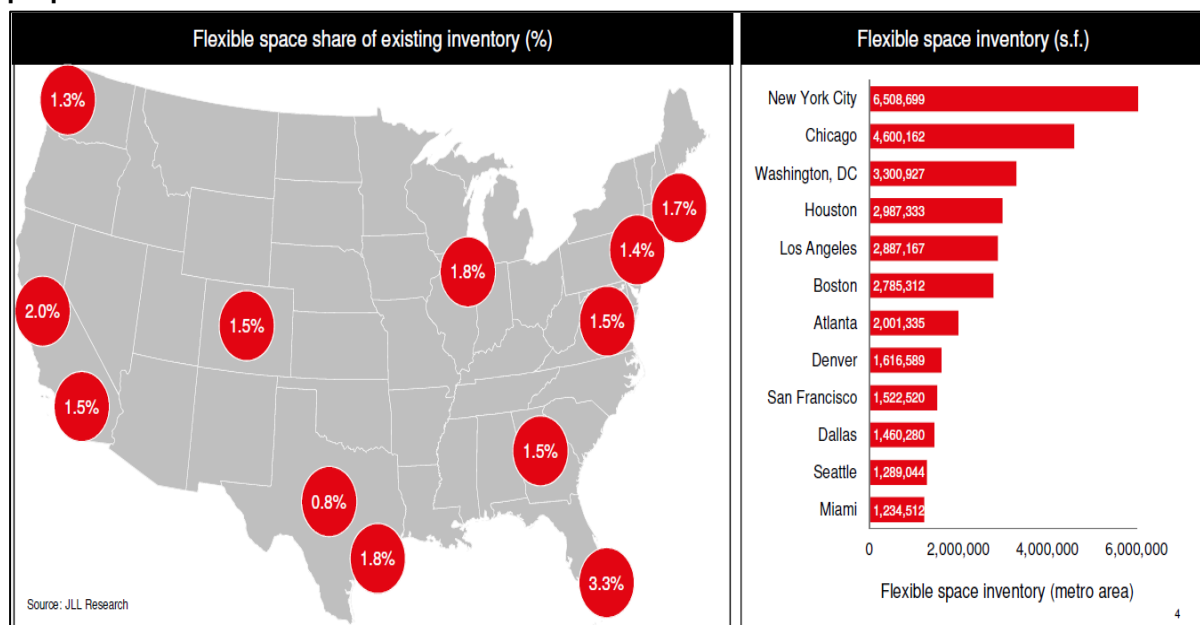 Flexible space share of existing inventory (%)
1.3%
1.7%
1.4%
1.8%
2.0%
1.5%
1.5%
1.5%
1.5%
0.8%
1.8%
3.3%
Source: JLL Research
Flexible space inventory (s.f.)
New York City 6,508,699
Chicago 4,600,162
Washington, DC 3,300,927
Houston 2,987,333
Los Angeles 2,887,167
Boston 2,785,312
Atlanta 2,001,335
Denver 1,616,589
San Francisco 1,522,520
Dallas 1,460,280
Seattle 1,289,044
Miami 1,234,512
0 2,000,000 4,000,000 6,000,000
Flexible space inventory (metro area)
4